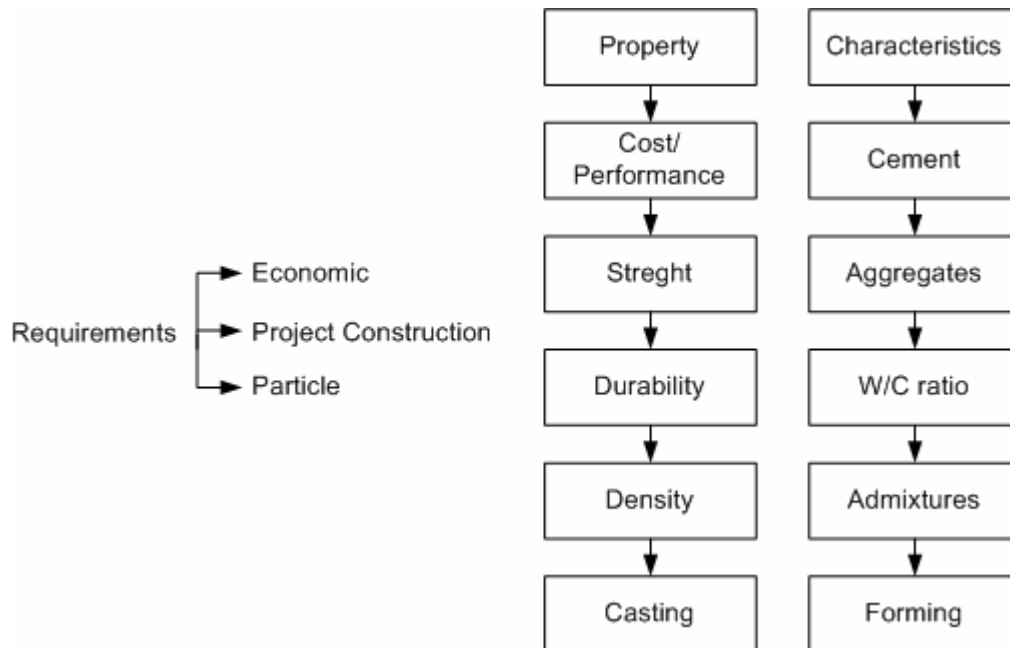 Requirements
Economic
Project Construction
Particle
Property
Cost/
Performance
Streght
Durability
Density
Casting
Characteristics
Cement
Aggregates
W/C ratio
Admixtures
Forming